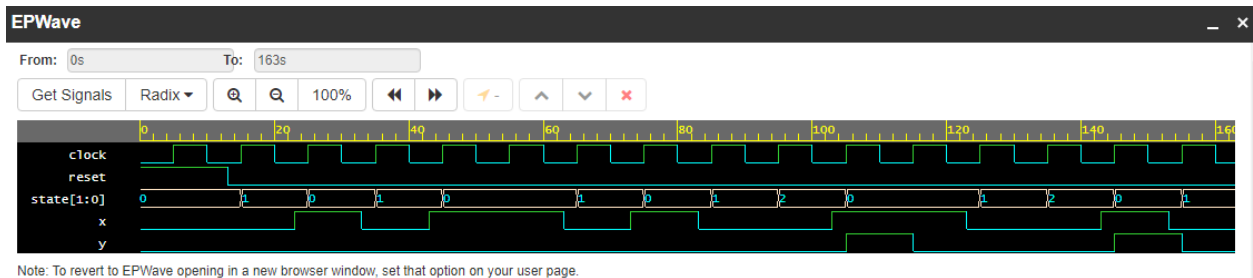 EPWave
From: 0s To: 163s
Get Signals Radix 100% -
0 20 40 60 80 100 120 140 160
clock
reset
state[1:0] 0 1 0 1 0 1 0 1 2 0 1 2 0 1
x
y
Note: To revert to EPWave opening in a new browser window, set that option on your user page.